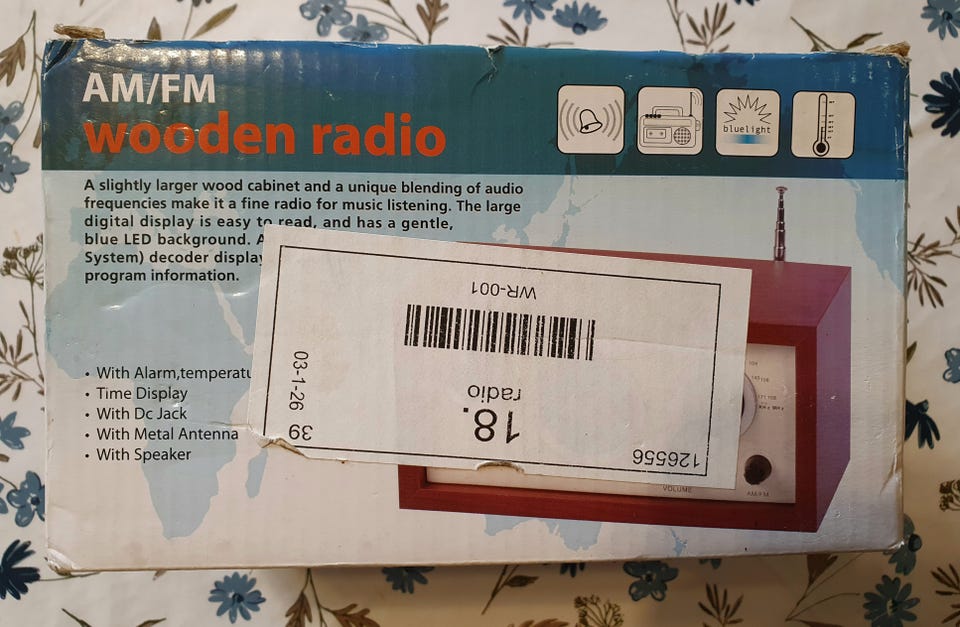 AM/FM
wooden radio
bluelight
A slightly larger wood cabinet and a unique blending of audio
frequencies make it a fine radio for music listening. The large
digital display is easy to read, and has a gentle,
blue LED background. A
System) decoder display
program information.
• With Alarm,temperatu
• Time Display
• With Dc Jack
• With Metal Antenna
• With Speaker
126556
18.
radio
WR-001
03-1-26
39
VOLUME
AM FM